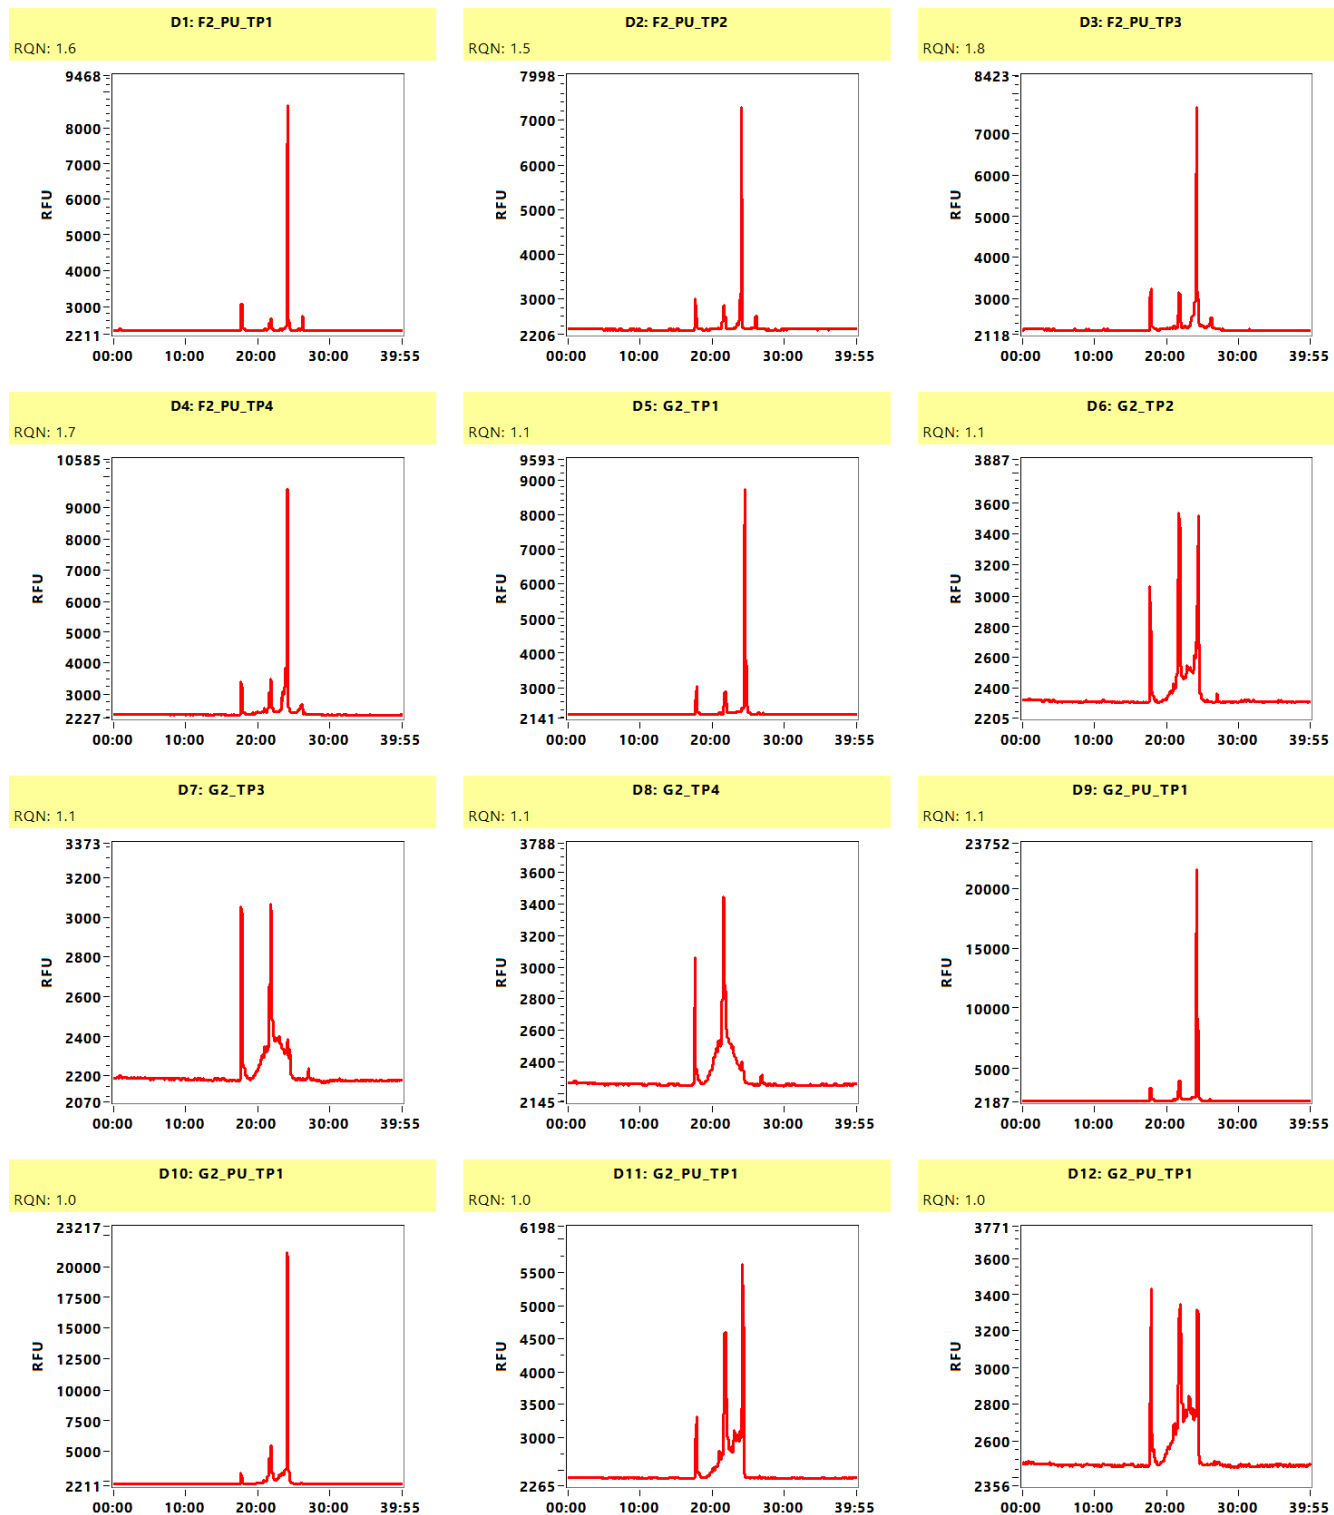 D1: F2_PU_TP1
RQN: 1.6
9468
8000
7000
6000
5000
4000
3000
2211
RFU
00:00 10:00 20:00 30:00 39:55
D2: F2_PU_TP2
RQN: 1.5
7998
7000
6000
5000
4000
3000
2206
RFU
00:00 10:00 20:00 30:00 39:55
D3: F2_PU_TP3
RQN: 1.8
8423
7000
6000
5000
4000
3000
2118
RFU
00:00 10:00 20:00 30:00 39:55
D4: F2_PU_TP4
RQN: 1.7
10585
9000
8000
7000
6000
5000
4000
3000
2227
RFU
00:00 10:00 20:00 30:00 39:55
D5: G2_TP1
RQN: 1.1
9593
9000
8000
7000
6000
5000
4000
3000
2141
RFU
00:00 10:00 20:00 30:00 39:55
D6: G2_TP2
RQN: 1.1
3887
3600
3400
3200
3000
2800
2600
2400
2205
RFU
00:00 10:00 20:00 30:00 39:55
D7: G2_TP3
RQN: 1.1
3373
3200
3000
2800
2600
2400
2200
2070
RFU
00:00 10:00 20:00 30:00 39:55
D8: G2_TP4
RQN: 1.1
3788
3600
3400
3200
3000
2800
2600
2400
2145
RFU
00:00 10:00 20:00 30:00 39:55
D9: G2_PU_TP1
RQN: 1.1
23752
20000
15000
10000
5000
2187
RFU
00:00 10:00 20:00 30:00 39:55
D10: G2_PU_TP1
RQN: 1.0
23217
20000
17500
15000
12500
10000
7500
5000
2211
RFU
00:00 10:00 20:00 30:00 39:55
D11: G2_PU_TP1
RQN: 1.0
6198
5500
5000
4500
4000
3500
3000
2265
RFU
00:00 10:00 20:00 30:00 39:55
D12: G2_PU_TP1
RQN: 1.0
3771
3600
3400
3200
3000
2800
2600
2356
RFU
00:00 10:00 20:00 30:00 39:55